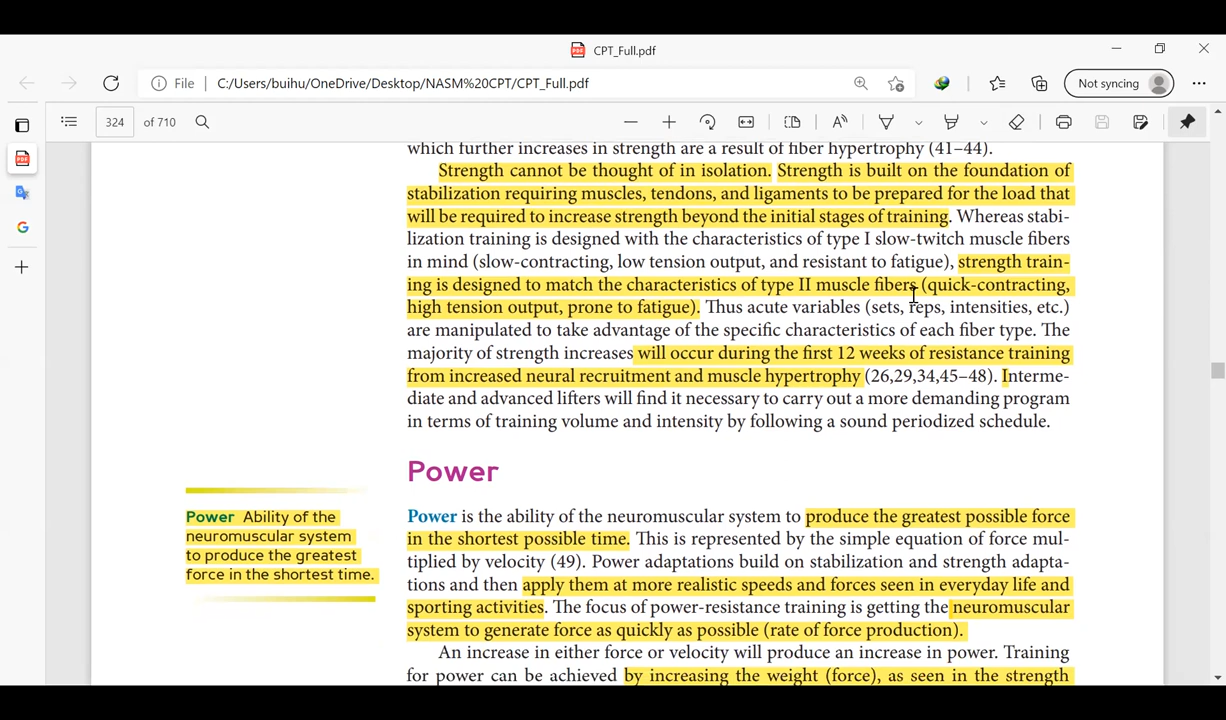 CPT_Full.pdf
File
C:/Users/buihu/OneDrive/Desktop/NASM%20CPT/CPT_Full.pdf
Not syncing
324 of 710
which further increases in strength are a result of fiber hypertrophy (41–44).
Strength cannot be thought of in isolation. Strength is built on the foundation of
stabilization requiring muscles, tendons, and ligaments to be prepared for the load that
will be required to increase strength beyond the initial stages of training. Whereas stabi-
lization training is designed with the characteristics of type I slow-twitch muscle fibers
in mind (slow-contracting, low tension output, and resistant to fatigue), strength train-
ing is designed to match the characteristics of type II muscle fibers (quick-contracting,
high tension output, prone to fatigue). Thus acute variables (sets, reps, intensities, etc.)
are manipulated to take advantage of the specific characteristics of each fiber type. The
majority of strength increases will occur during the first 12 weeks of resistance training
from increased neural recruitment and muscle hypertrophy (26,29,34,45–48). Interme-
diate and advanced lifters will find it necessary to carry out a more demanding program
in terms of training volume and intensity by following a sound periodized schedule.
Power
Power Ability of the
neuromuscular system
to produce the greatest
force in the shortest time.
Power is the ability of the neuromuscular system to produce the greatest possible force
in the shortest possible time. This is represented by the simple equation of force mul-
tiplied by velocity (49). Power adaptations build on stabilization and strength adapta-
tions and then apply them at more realistic speeds and forces seen in everyday life and
sporting activities. The focus of power-resistance training is getting the neuromuscular
system to generate force as quickly as possible (rate of force production).
An increase in either force or velocity will produce an increase in power. Training
for power can be achieved by increasing the weight (force), as seen in the strength